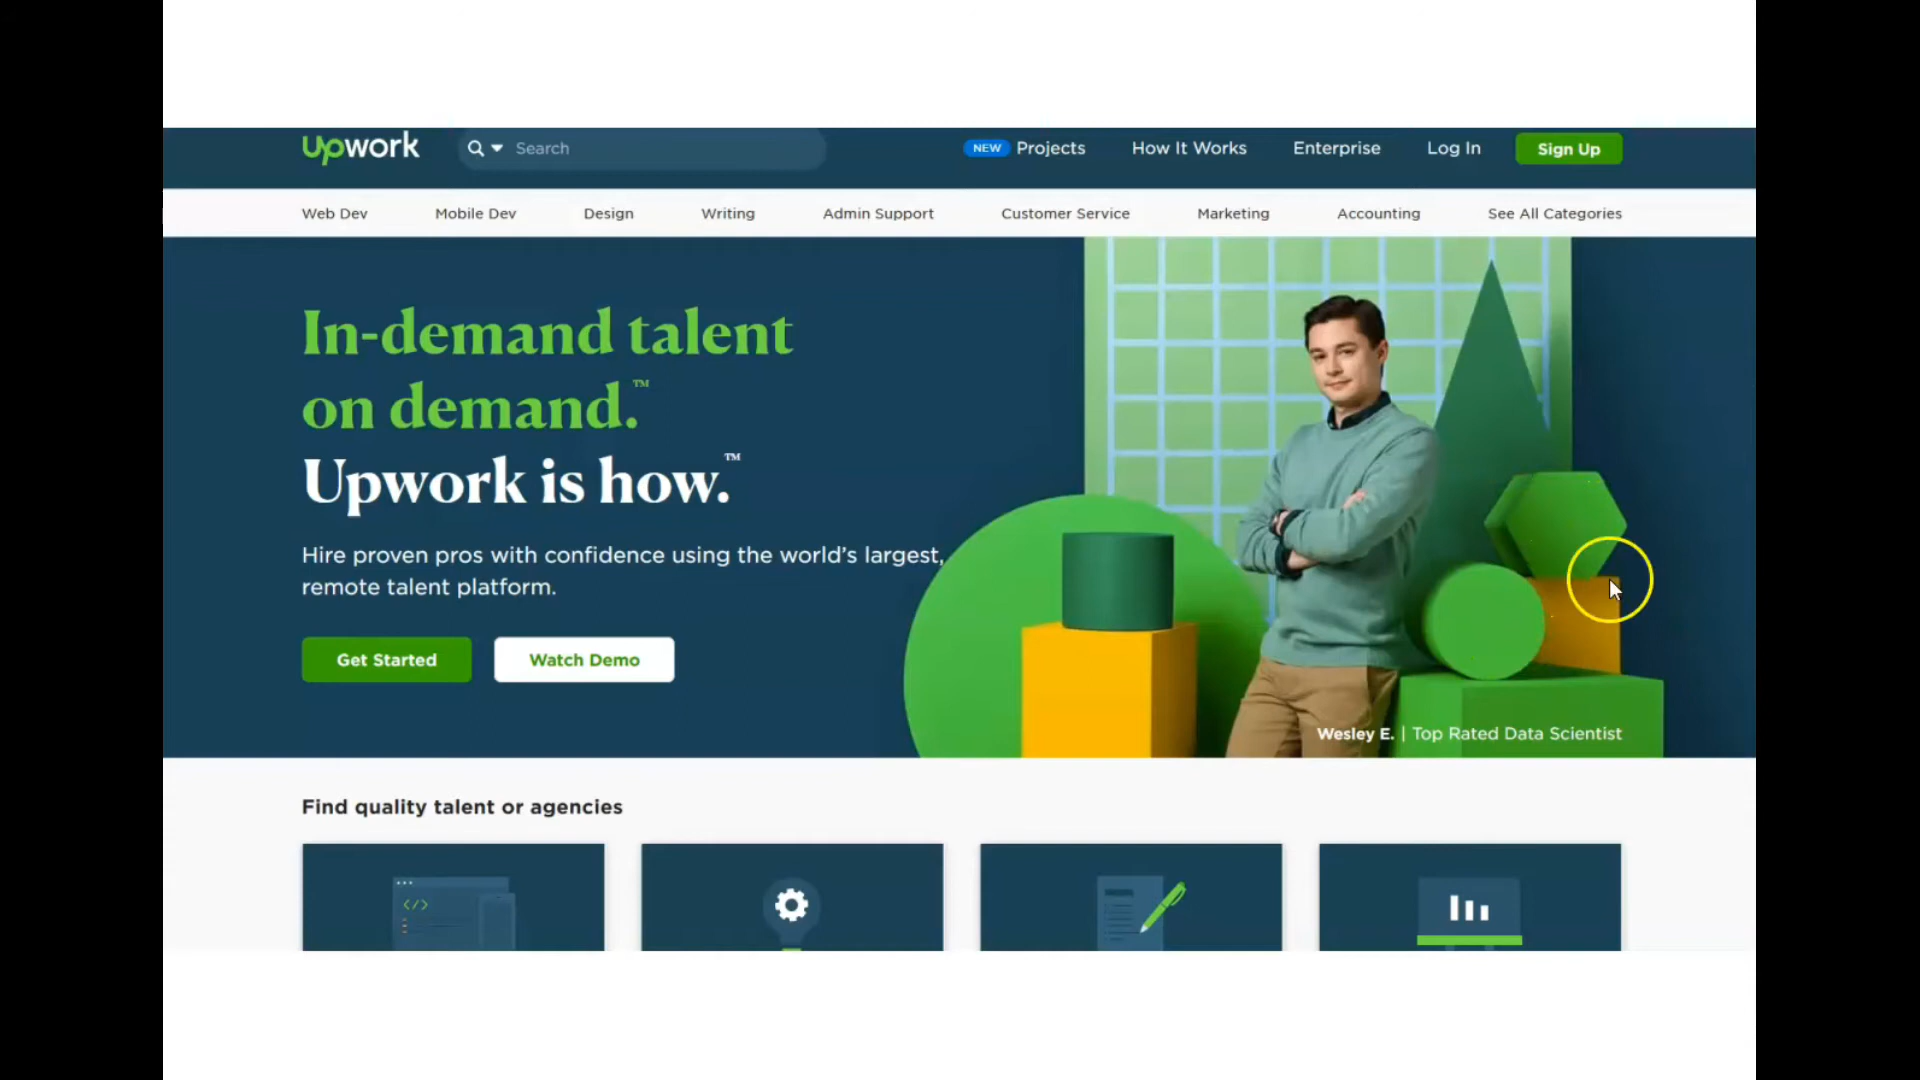 Upwork
Search
NEW Projects
How It Works
Enterprise
Log In
Sign Up
Web Dev
Mobile Dev
Design
Writing
Admin Support
Customer Service
Marketing
Accounting
See All Categories
In-demand talent
on demand.™
Upwork is how.™
Hire proven pros with confidence using the world's largest,
remote talent platform.
Get Started
Watch Demo
Wesley E. | Top Rated Data Scientist
Find quality talent or agencies